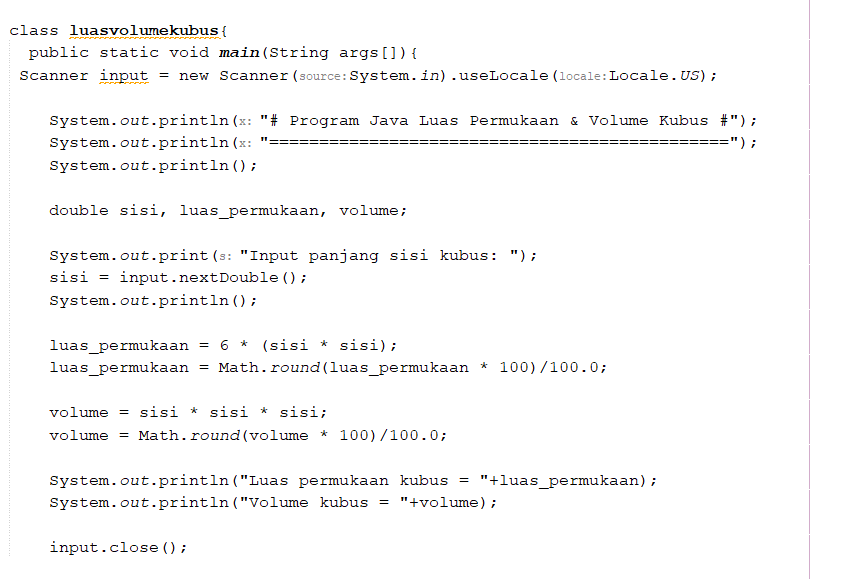 class luasvolumekubus{
public static void main(String args[]){
Scanner input = new Scanner(source:System.in).useLocale(locale:Locale.US);
System.out.println(x: "# Program Java Luas Permukaan & Volume Kubus #");
System.out.println(x: "==============================================");
System.out.println();
double sisi, luas_permukaan, volume;
System.out.print(s: "Input panjang sisi kubus: ");
sisi = input.nextDouble();
System.out.println();
luas_permukaan = 6 * (sisi * sisi);
luas_permukaan = Math.round(luas_permukaan * 100)/100.0;
volume = sisi * sisi * sisi;
volume = Math.round(volume * 100)/100.0;
System.out.println("Luas permukaan kubus = "+luas_permukaan);
System.out.println("Volume kubus = "+volume);
input.close();